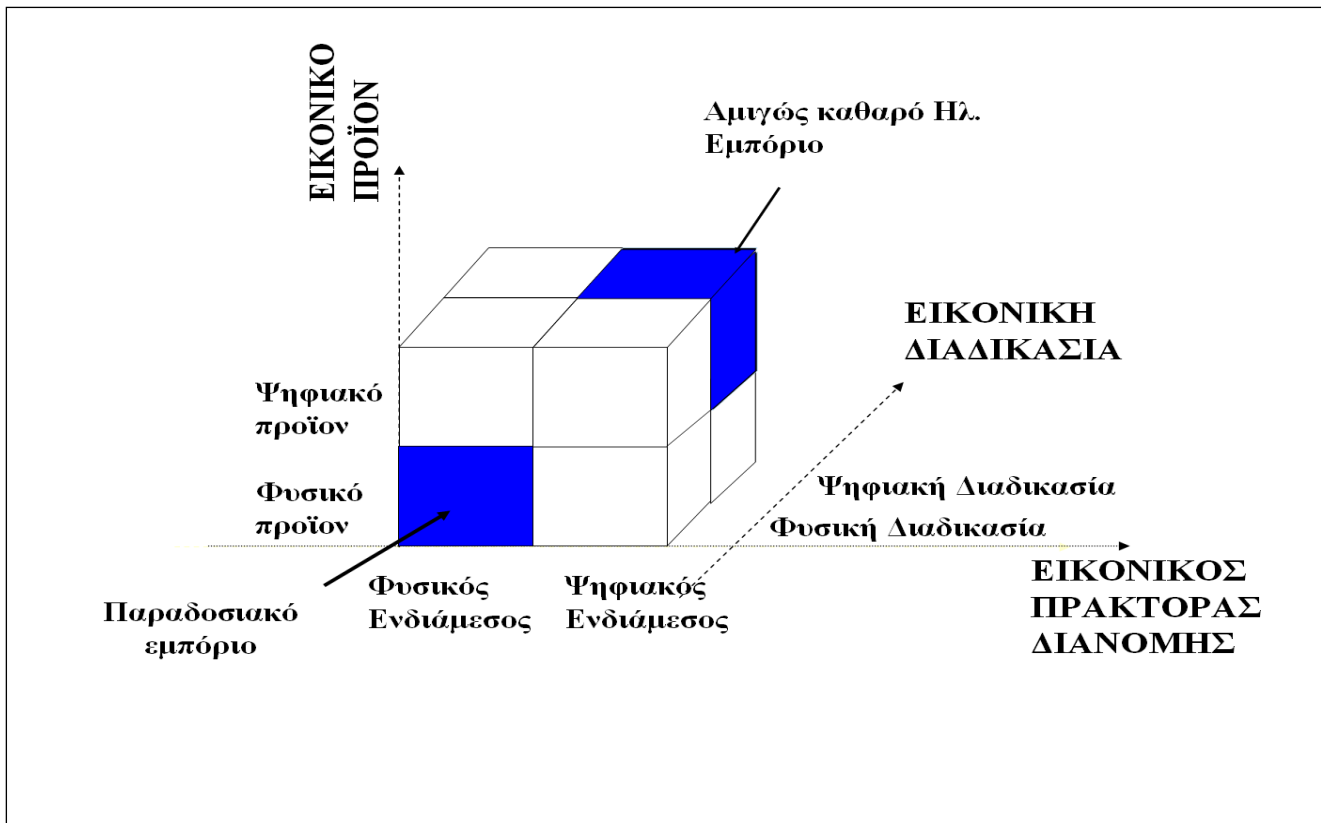 ΕΙΚΟΝΙΚΟ
ΠΡΟΪΟΝ
Αμιγώς καθαρό Ηλ.
Εμπόριο
ΕΙΚΟΝΙΚΗ
ΔΙΑΔΙΚΑΣΙΑ
Ψηφιακό
προϊον
Φυσικό
προϊον
Ψηφιακή Διαδικασία
Φυσική Διαδικασία
Παραδοσιακό
εμπόριο
Φυσικός
Ενδιάμεσος
Ψηφιακός
Ενδιάμεσος
ΕΙΚΟΝΙΚΟΣ
ΠΡΑΚΤΟΡΑΣ
ΔΙΑΝΟΜΗΣ